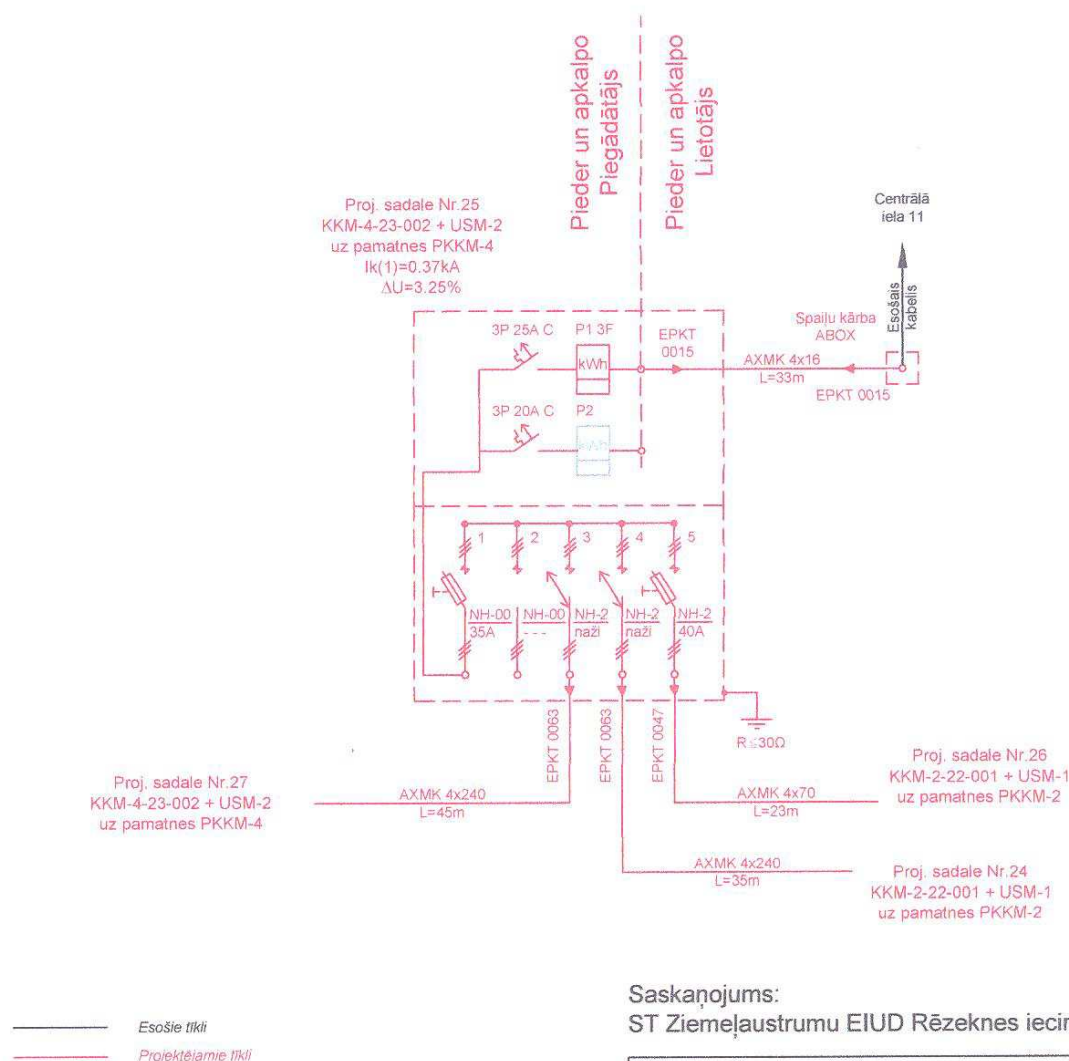 Pieder un apkalpo
Piegādātājs
Pieder un apkalpo
Lietotājs
Proj. sadale Nr.25
KKM-4-23-002 + USM-2
uz pamatnes PKKM-4
Ik(1)=0.37kA
ΔU=3.25%
Centrālā
iela 11
Esošais
kabelis
Spaiļu kārba
ABOX
3P 25A C
P1 3F
EPKT
0015
kWh
AXMK 4x16
L=33m
EPKT 0015
3P 20A C
P2
kWh
1
2
3
4
5
NH-00
35A
NH-00
---
NH-2
naži
NH-2
naži
NH-2
40A
EPKT 0063
EPKT 0063
EPKT 0047
R≤30Ω
Proj. sadale Nr.27
KKM-4-23-002 + USM-2
uz pamatnes PKKM-4
AXMK 4x240
L=45m
AXMK 4x70
L=23m
Proj. sadale Nr.26
KKM-2-22-001 + USM-1
uz pamatnes PKKM-2
AXMK 4x240
L=35m
Proj. sadale Nr.24
KKM-2-22-001 + USM-1
uz pamatnes PKKM-2
Saskaņojums:
ST Ziemeļaustrumu EIUD Rēzeknes iecir
Esošie tīkli
Projektējamie tīkli